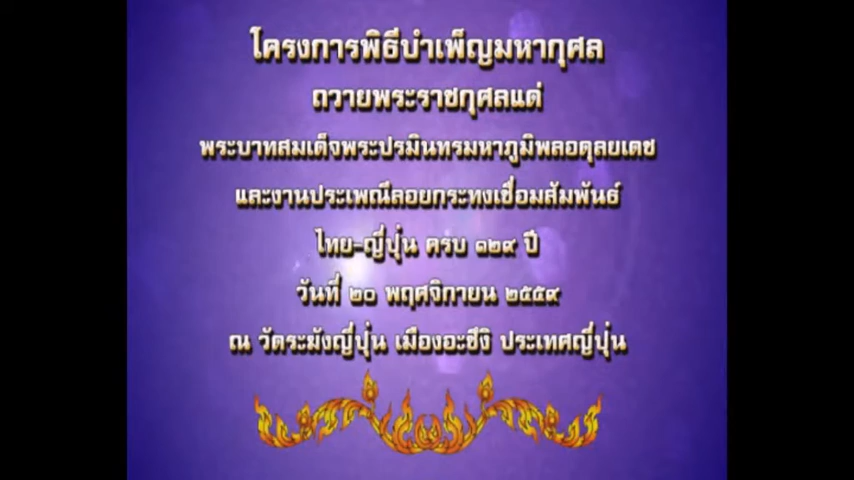 โครงการพิธีบำเพ็ญมหากุศล
ถวายพระราชกุศลแด่
พระบาทสมเด็จพระปรมินทรมหาภูมิพลอดุลยเดช
และงานประเพณีลอยกระทงเชื่อมสัมพันธ์
ไทย-ญี่ปุ่น ครบ ๑๒๙ ปี
วันที่ ๒๐ พฤศจิกายน ๒๕๕๙
ณ วัดระฆังญี่ปุ่น เมืองอะชีงิ ประเทศญี่ปุ่น